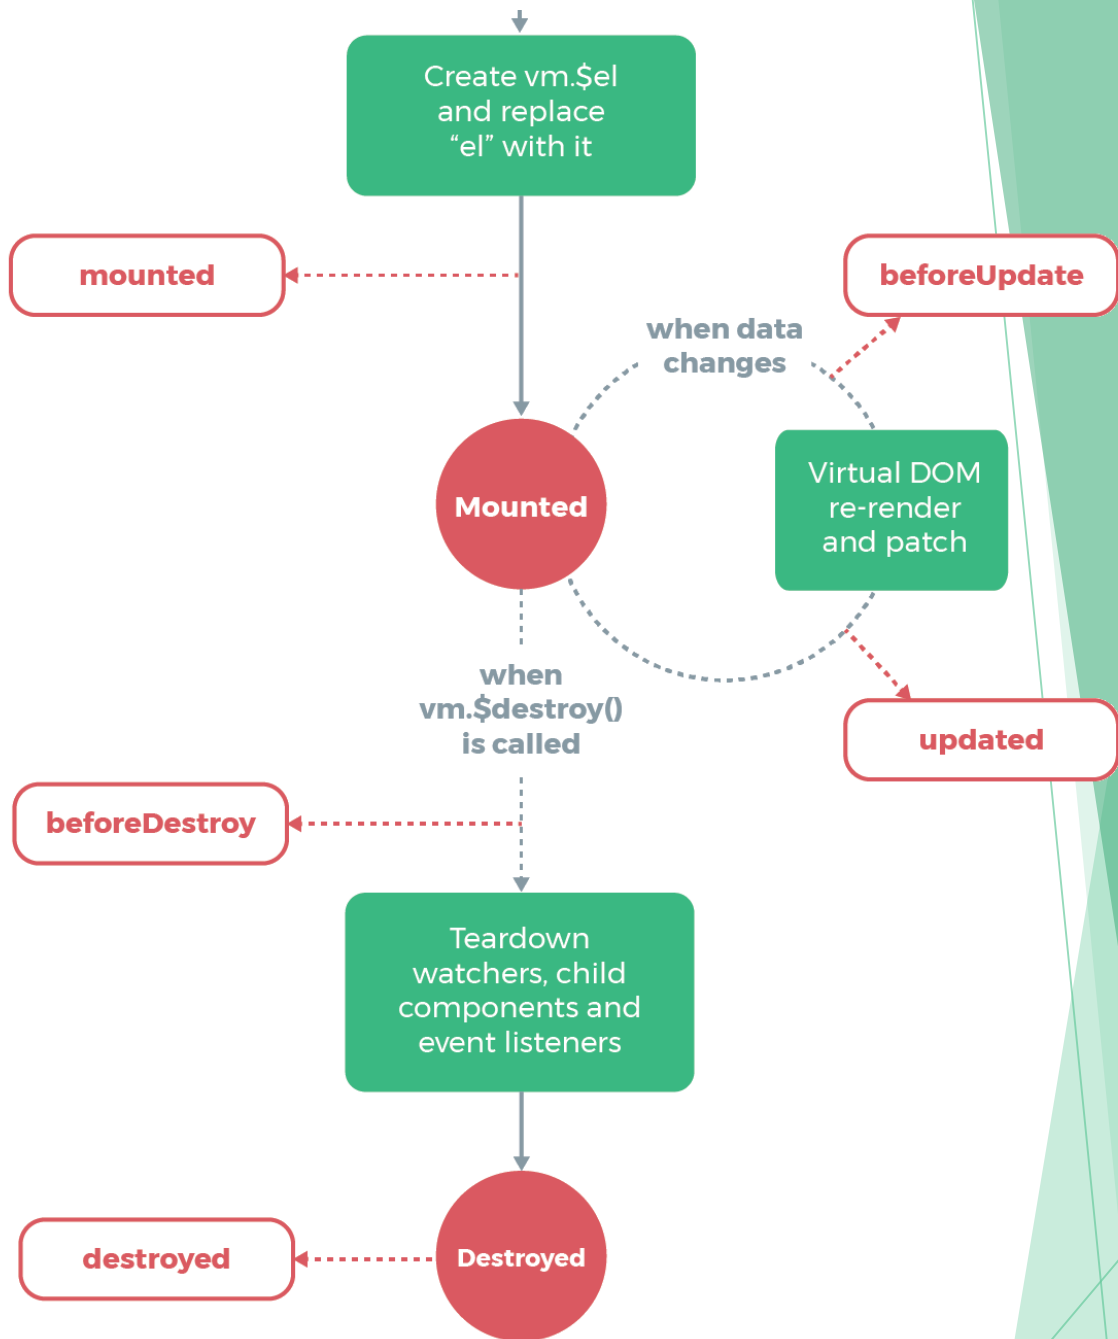 Create vm.$el
and replace
“el” with it
mounted
beforeUpdate
when data
changes
Virtual DOM
re-render
and patch
Mounted
when
vm.$destroy()
is called
updated
beforeDestroy
Teardown
watchers, child
components and
event listeners
destroyed
Destroyed